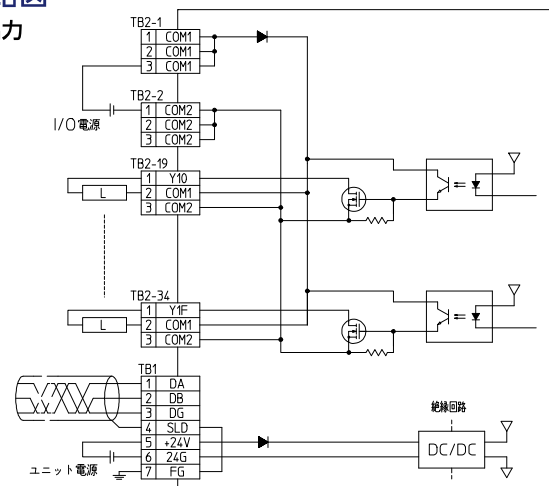 力
TB2-1
1 COM1
2 COM1
3 COM1
TB2-2
I/O電源
1 COM2
2 COM2
3 COM2
TB2-19
1 Y10
L 2 COM1
3 COM2
TB2-34
1 Y1F
L 2 COM1
3 COM2
TB1
1 DA
2 DB
3 DG
4 SLD
5 +24V
6 24G
7 FG
ユニット電源
絶縁回路
DC/DC